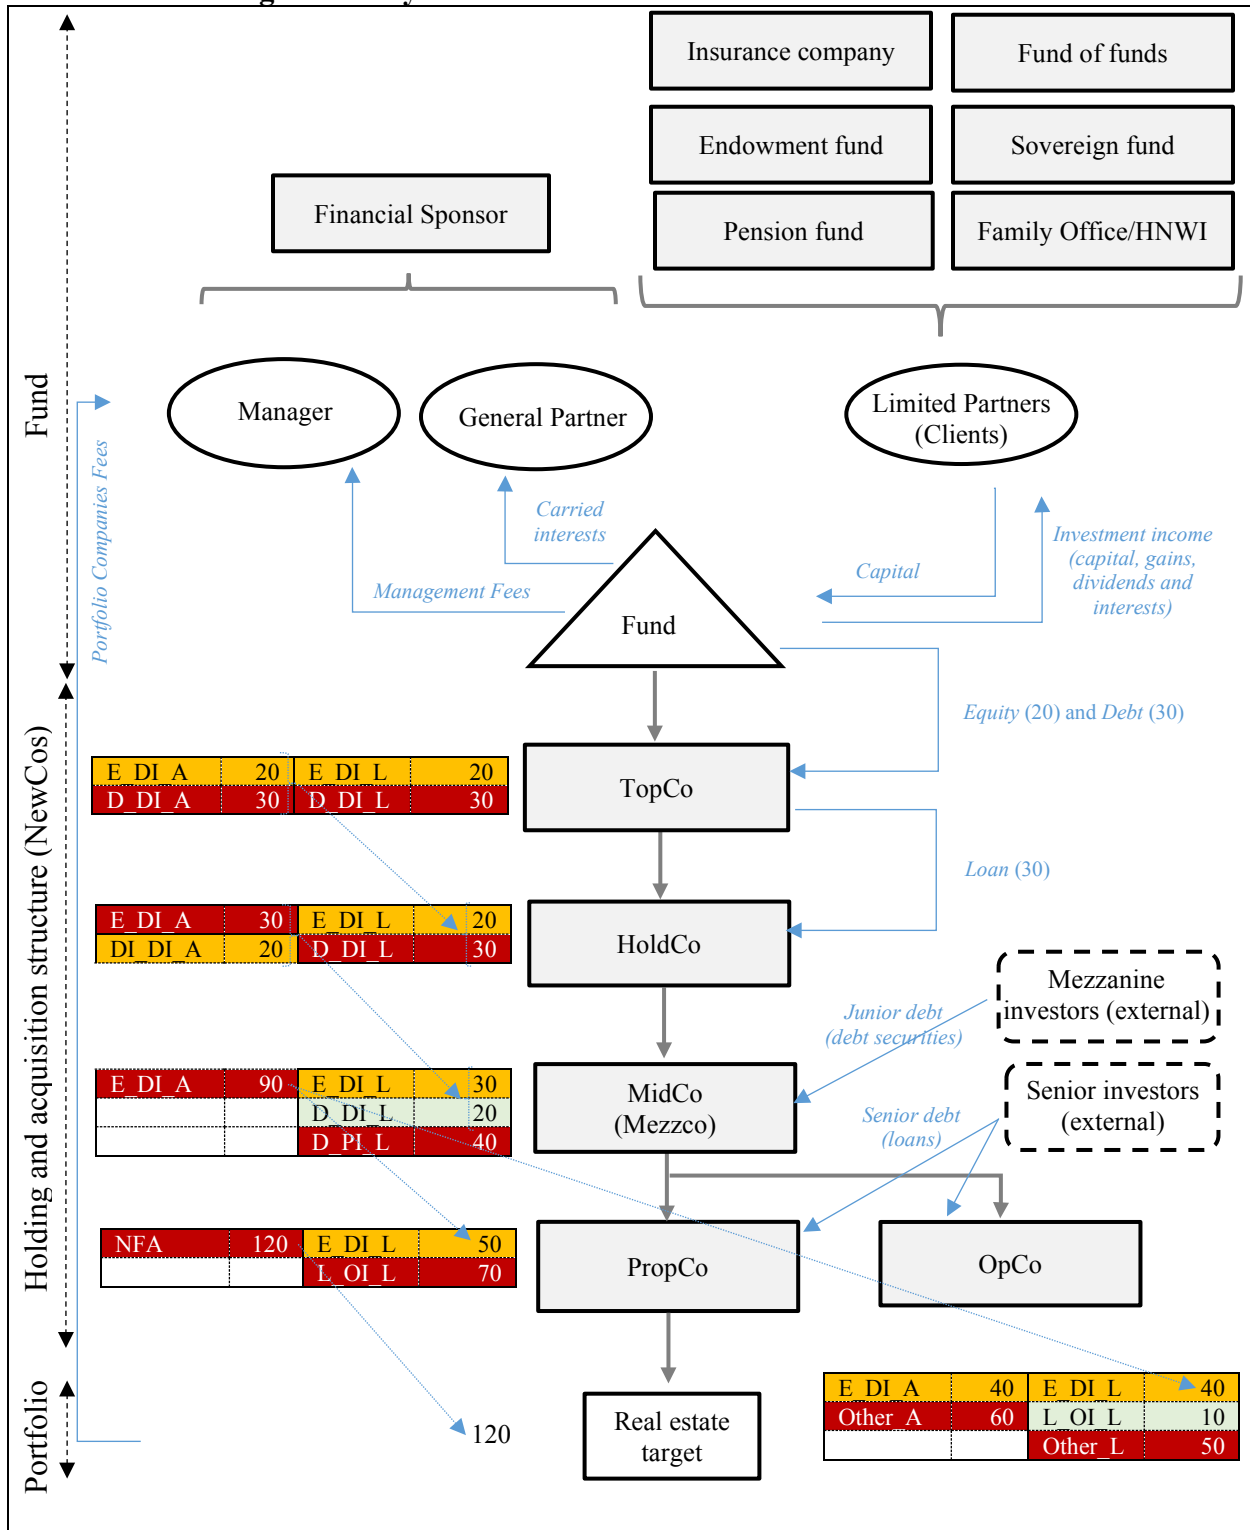 Insurance company
Fund of funds
Endowment fund
Sovereign fund
Financial Sponsor
Pension fund
Family Office/HNWI
Fund
Manager
General Partner
Limited Partners
(Clients)
Portfolio Companies Fees
Carried
interests
Management Fees
Capital
Investment income
(capital, gains,
dividends and
interests)
Fund
Equity (20) and Debt (30)
Holding and acquisition structure (NewCos)
E_DI_A 20 E_DI_L 20
D_DI_A 30 D_DI_L 30
TopCo
Loan (30)
E_DI_A 30 E_DI_L 20
DI_DI_A 20 D_DI_L 30
HoldCo
Mezzanine
investors (external)
Junior debt
(debt securities)
E_DI_A 90 E_DI_L 30
D_DI_L 20
D_PI_L 40
MidCo
(Mezzco)
Senior investors
(external)
Senior debt
(loans)
NFA 120 E_DI_L 50
L_OI_L 70
PropCo
OpCo
Portfolio
120
Real estate
target
E_DI_A 40 E_DI_L 40
Other_A 60 L_OI_L 10
Other_L 50